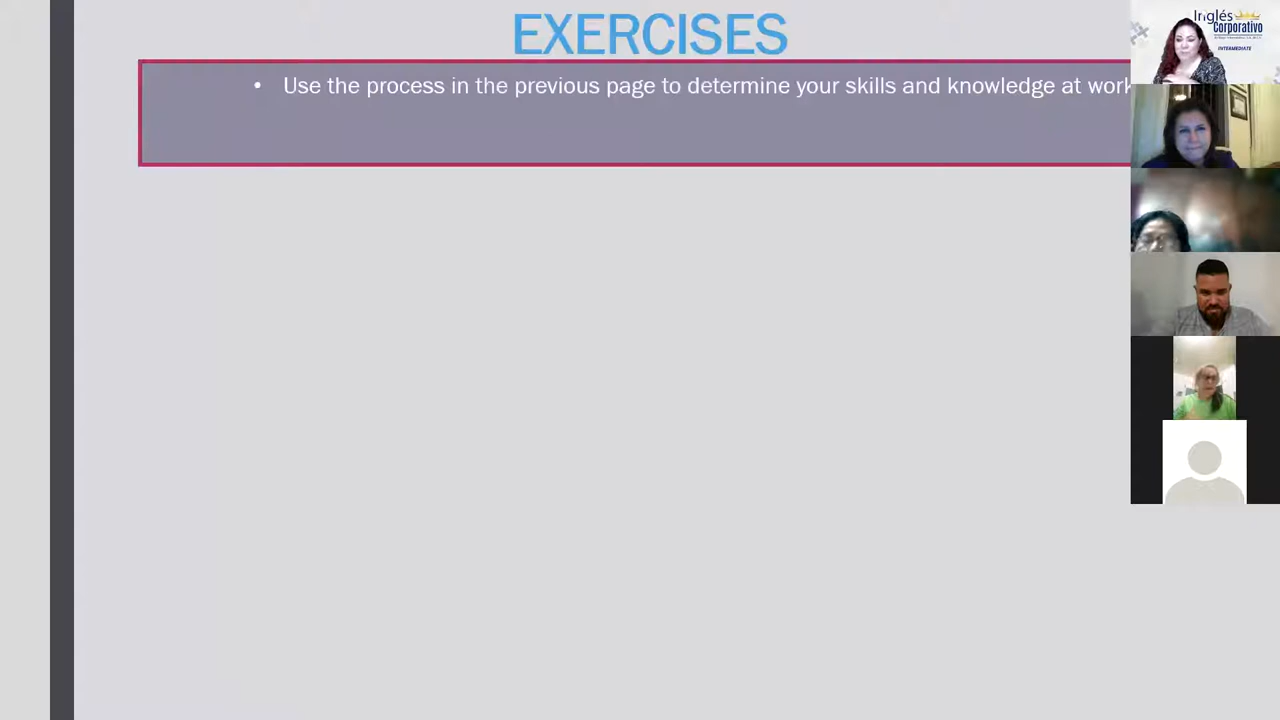 EXERCISES
• Use the process in the previous page to determine your skills and knowledge at work
Inglés
Corporativo
INTERMEDIATE